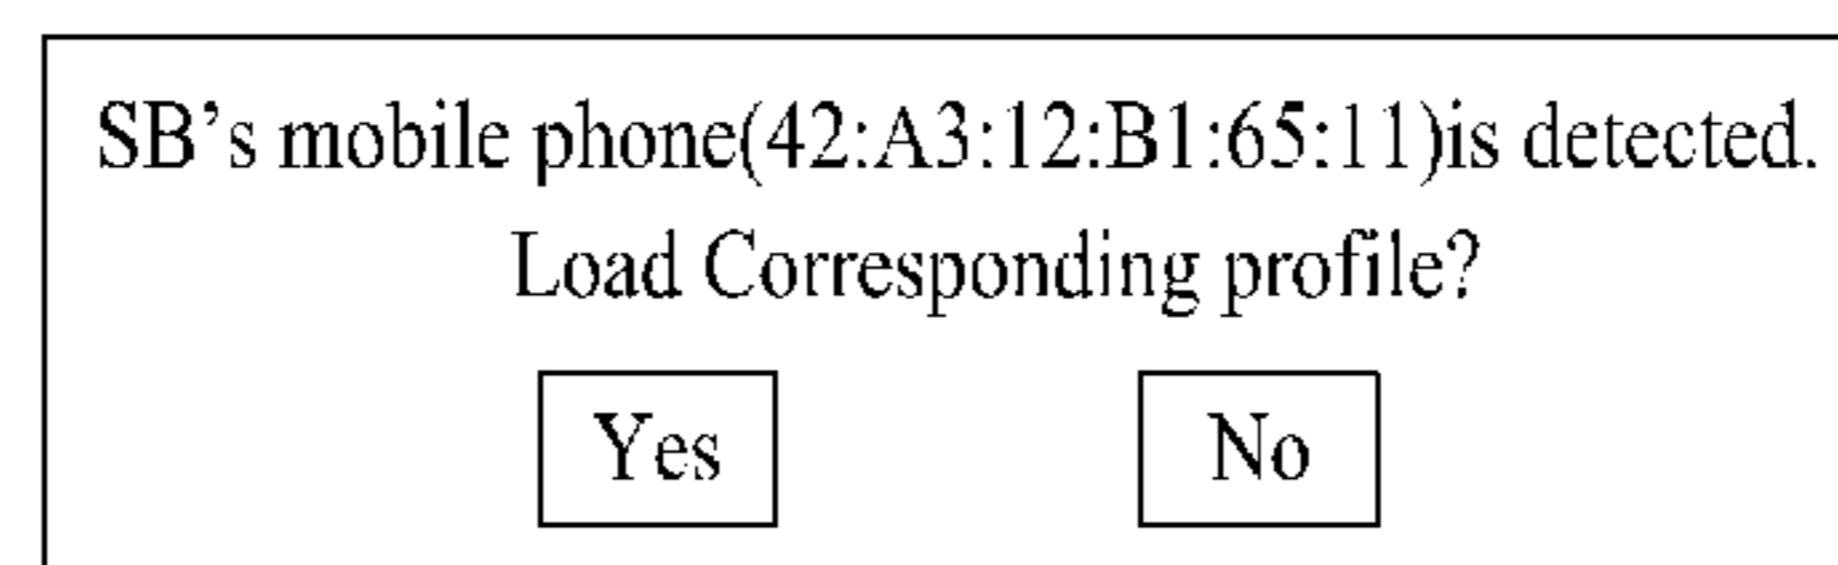 SB’s mobile phone(42:A3:12:B1:65:11)is detected.
Load Corresponding profile?
Yes No